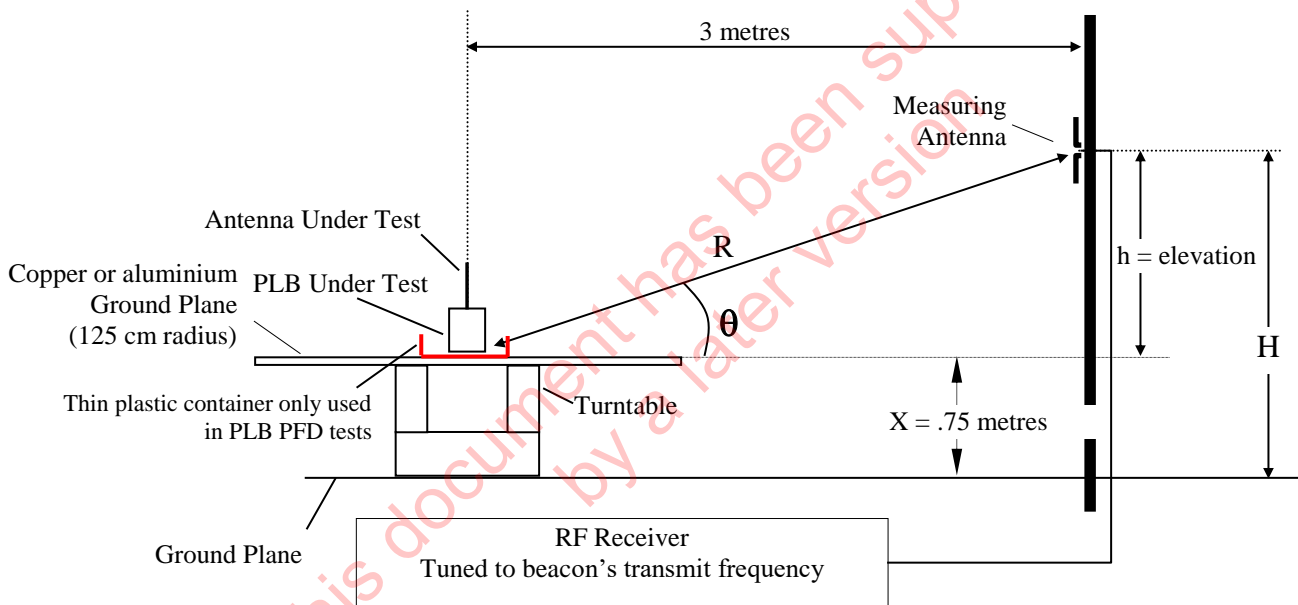 3 metres
Measuring
Antenna
Antenna Under Test
Copper or aluminium
Ground Plane
(125 cm radius)
PLB Under Test
R
h = elevation
θ
H
Thin plastic container only used
in PLB PFD tests
Turntable
X = .75 metres
Ground Plane
RF Receiver
Tuned to beacon's transmit frequency
his document has been sup
by a later version